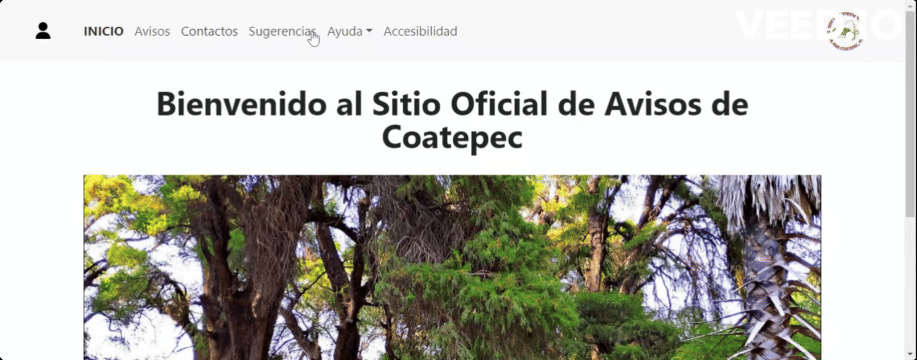 INICIO Avisos Contactos Sugerencias Ayuda Accesibilidad
VEED.IO
Bienvenido al Sitio Oficial de Avisos de
Coatepec